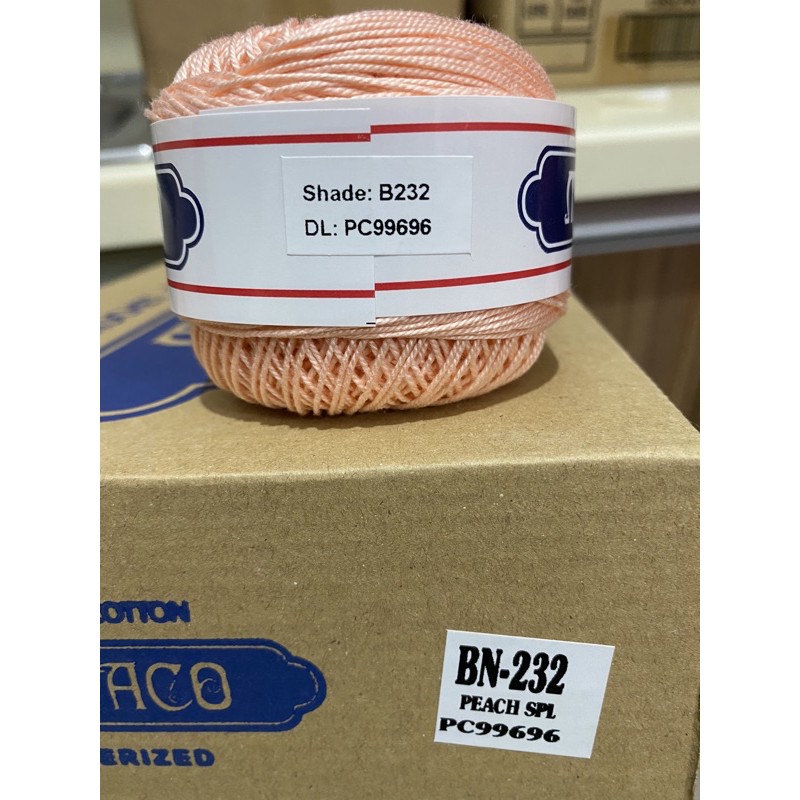 Shade: B232
DL: PC99696
COTTON
ACO
ERIZED
BN-232
PEACH SPL
PC99696